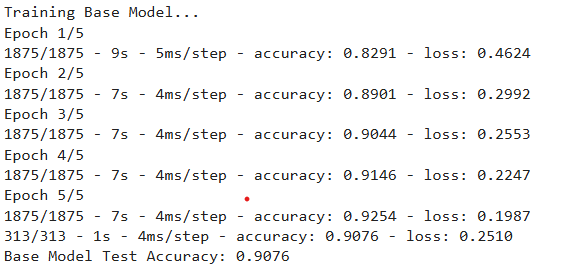 Training Base Model...
Epoch 1/5
1875/1875 - 9s - 5ms/step - accuracy: 0.8291 - loss: 0.4624
Epoch 2/5
1875/1875 - 7s - 4ms/step - accuracy: 0.8901 - loss: 0.2992
Epoch 3/5
1875/1875 - 7s - 4ms/step - accuracy: 0.9044 - loss: 0.2553
Epoch 4/5
1875/1875 - 7s - 4ms/step - accuracy: 0.9146 - loss: 0.2247
Epoch 5/5
1875/1875 - 7s - 4ms/step - accuracy: 0.9254 - loss: 0.1987
313/313 - 1s - 4ms/step - accuracy: 0.9076 - loss: 0.2510
Base Model Test Accuracy: 0.9076